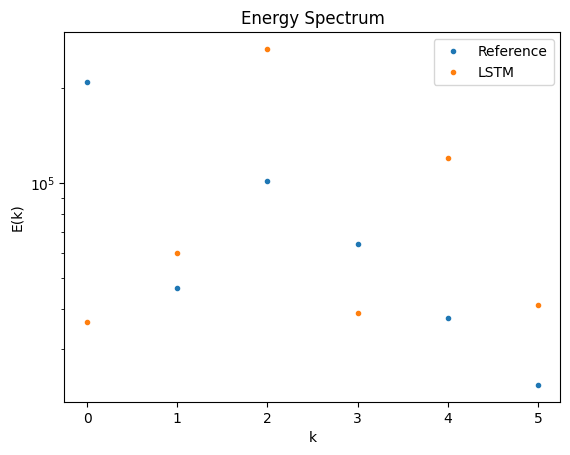 Energy Spectrum
Reference
LSTM
10^5
E(k)
0 1 2 3 4 5
k